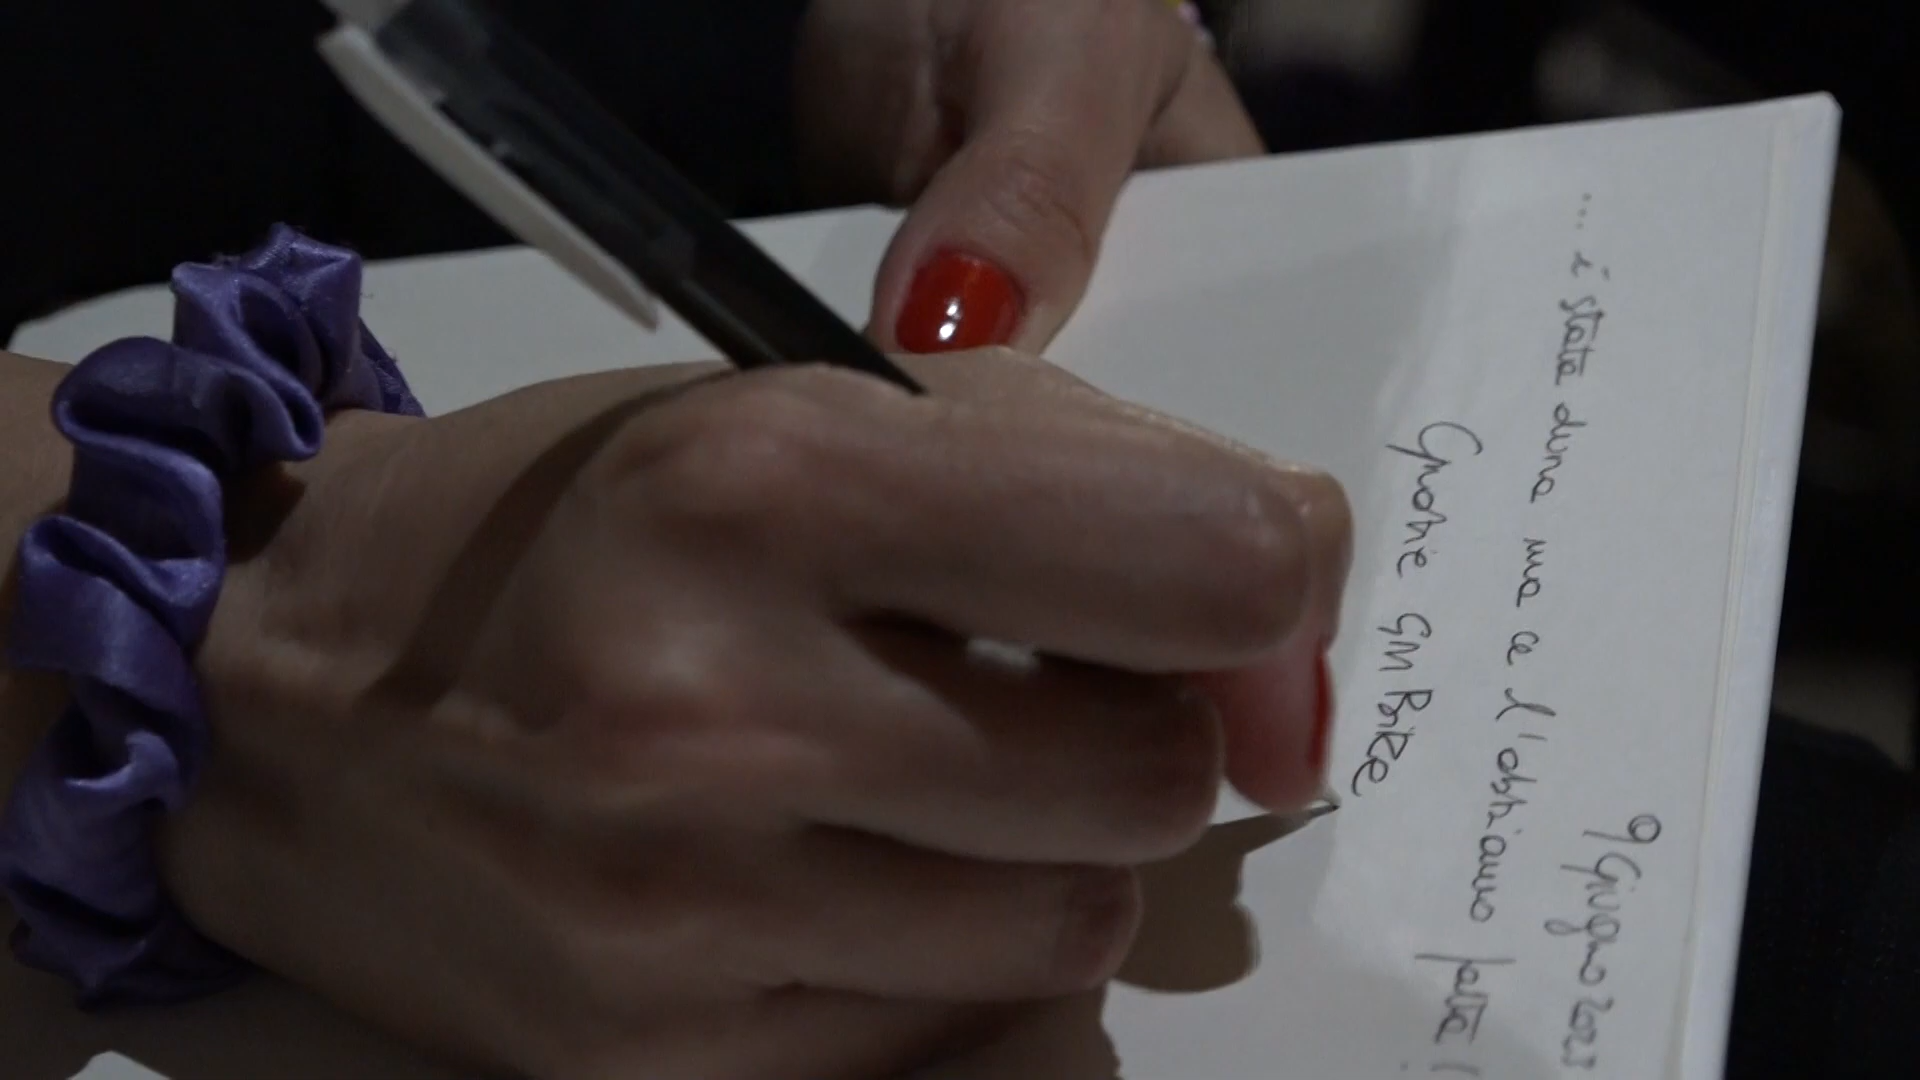 9 Giugno 2023
... è stata dura ma ce l'abbiamo fatta!
Grazie GM BIKE